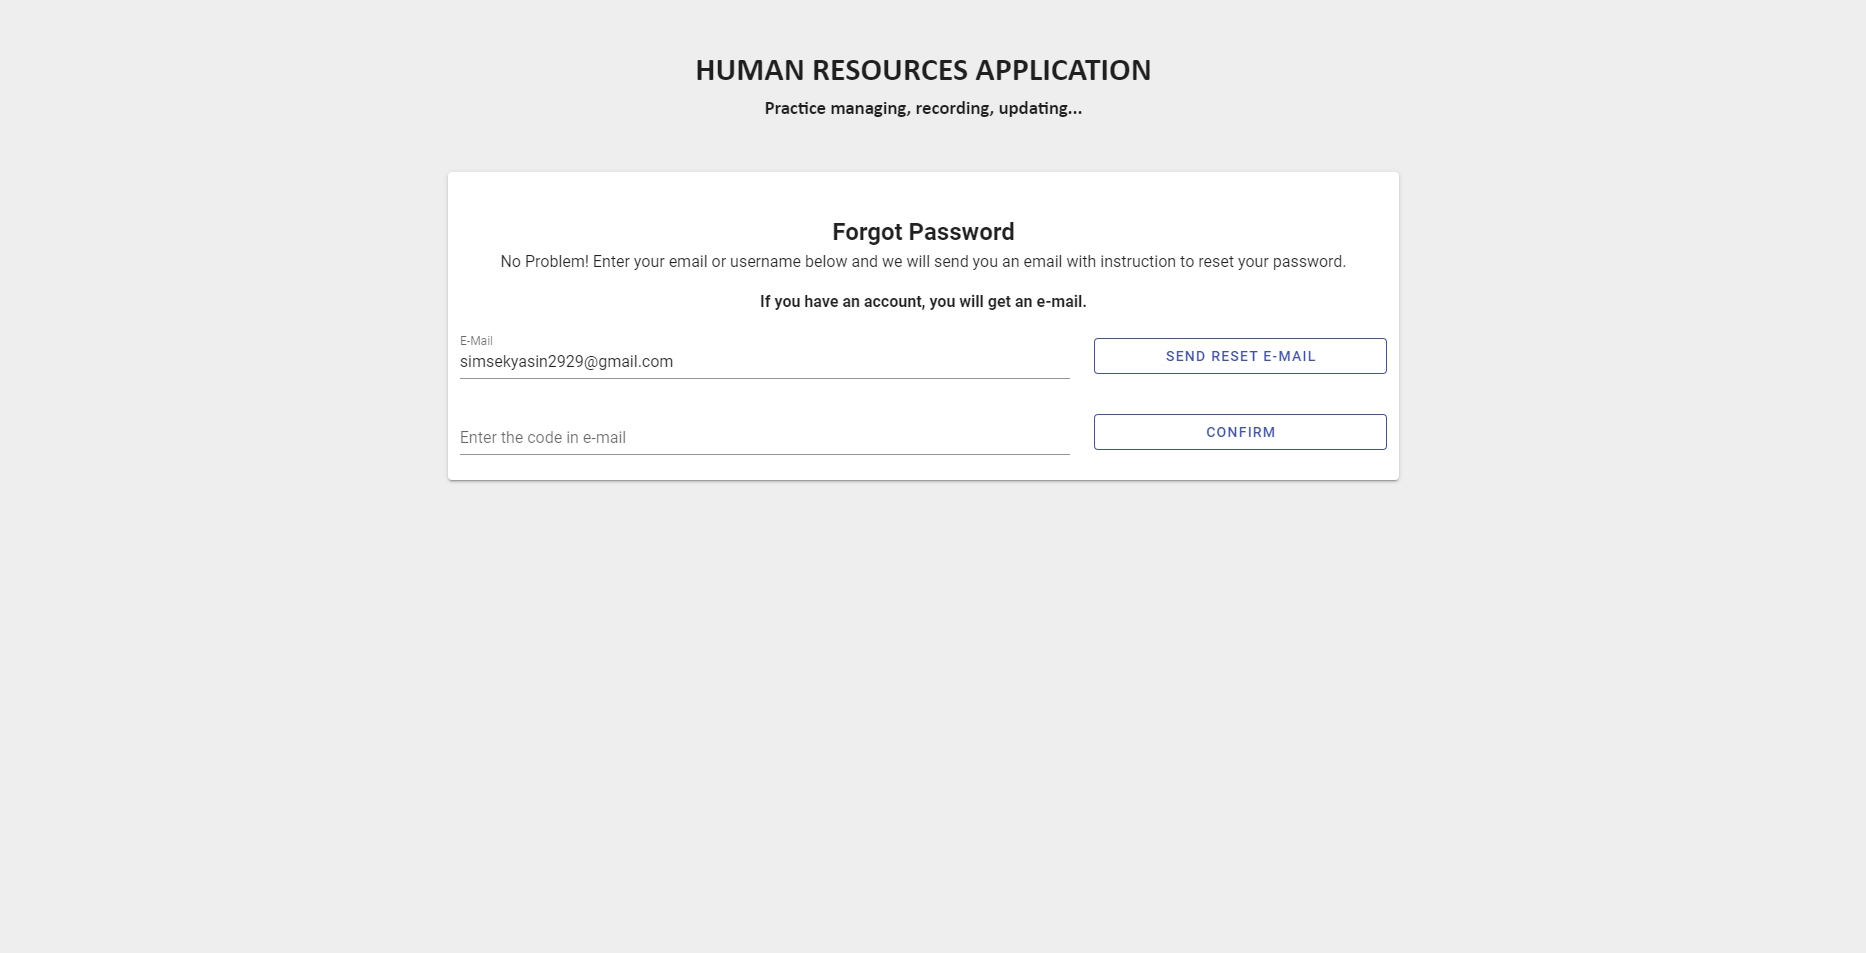 HUMAN RESOURCES APPLICATION
Practice managing, recording, updating...
Forgot Password
No Problem! Enter your email or username below and we will send you an email with instruction to reset your password.
If you have an account, you will get an e-mail.
E-Mail
simsekyasin2929@gmail.com
SEND RESET E-MAIL
Enter the code in e-mail
CONFIRM